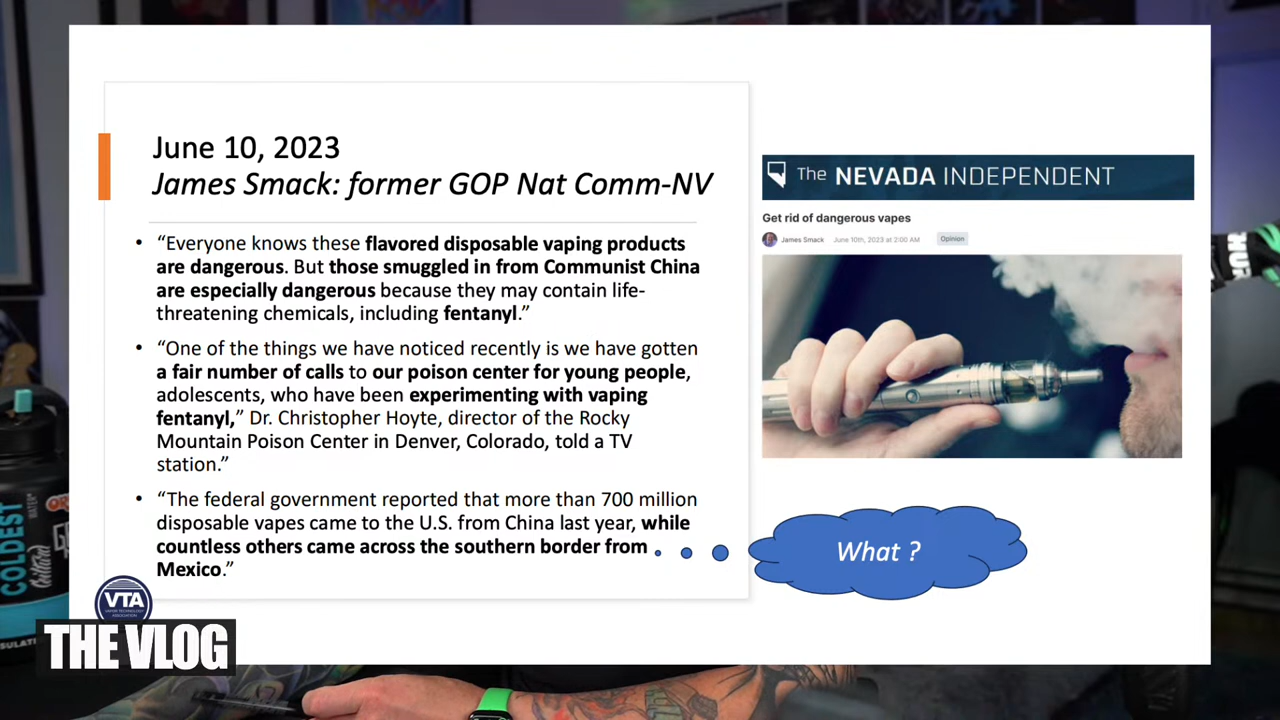 June 10, 2023
James Smack: former GOP Nat Comm-NV
• “Everyone knows these flavored disposable vaping products
are dangerous. But those smuggled in from Communist China
are especially dangerous because they may contain life-
threatening chemicals, including fentanyl.”
• “One of the things we have noticed recently is we have gotten
a fair number of calls to our poison center for young people,
adolescents, who have been experimenting with vaping
fentanyl,” Dr. Christopher Hoyte, director of the Rocky
Mountain Poison Center in Denver, Colorado, told a TV
station.”
• “The federal government reported that more than 700 million
disposable vapes came to the U.S. from China last year, while
countless others came across the southern border from
Mexico.”
The NEVADA INDEPENDENT
Get rid of dangerous vapes
James Smack June 10th, 2023 at 2:00 AM Opinion
What ?
VTA
VAPOR TECHNOLOGY
ASSOCIATION
THE VLOG
COLDEST
WATER